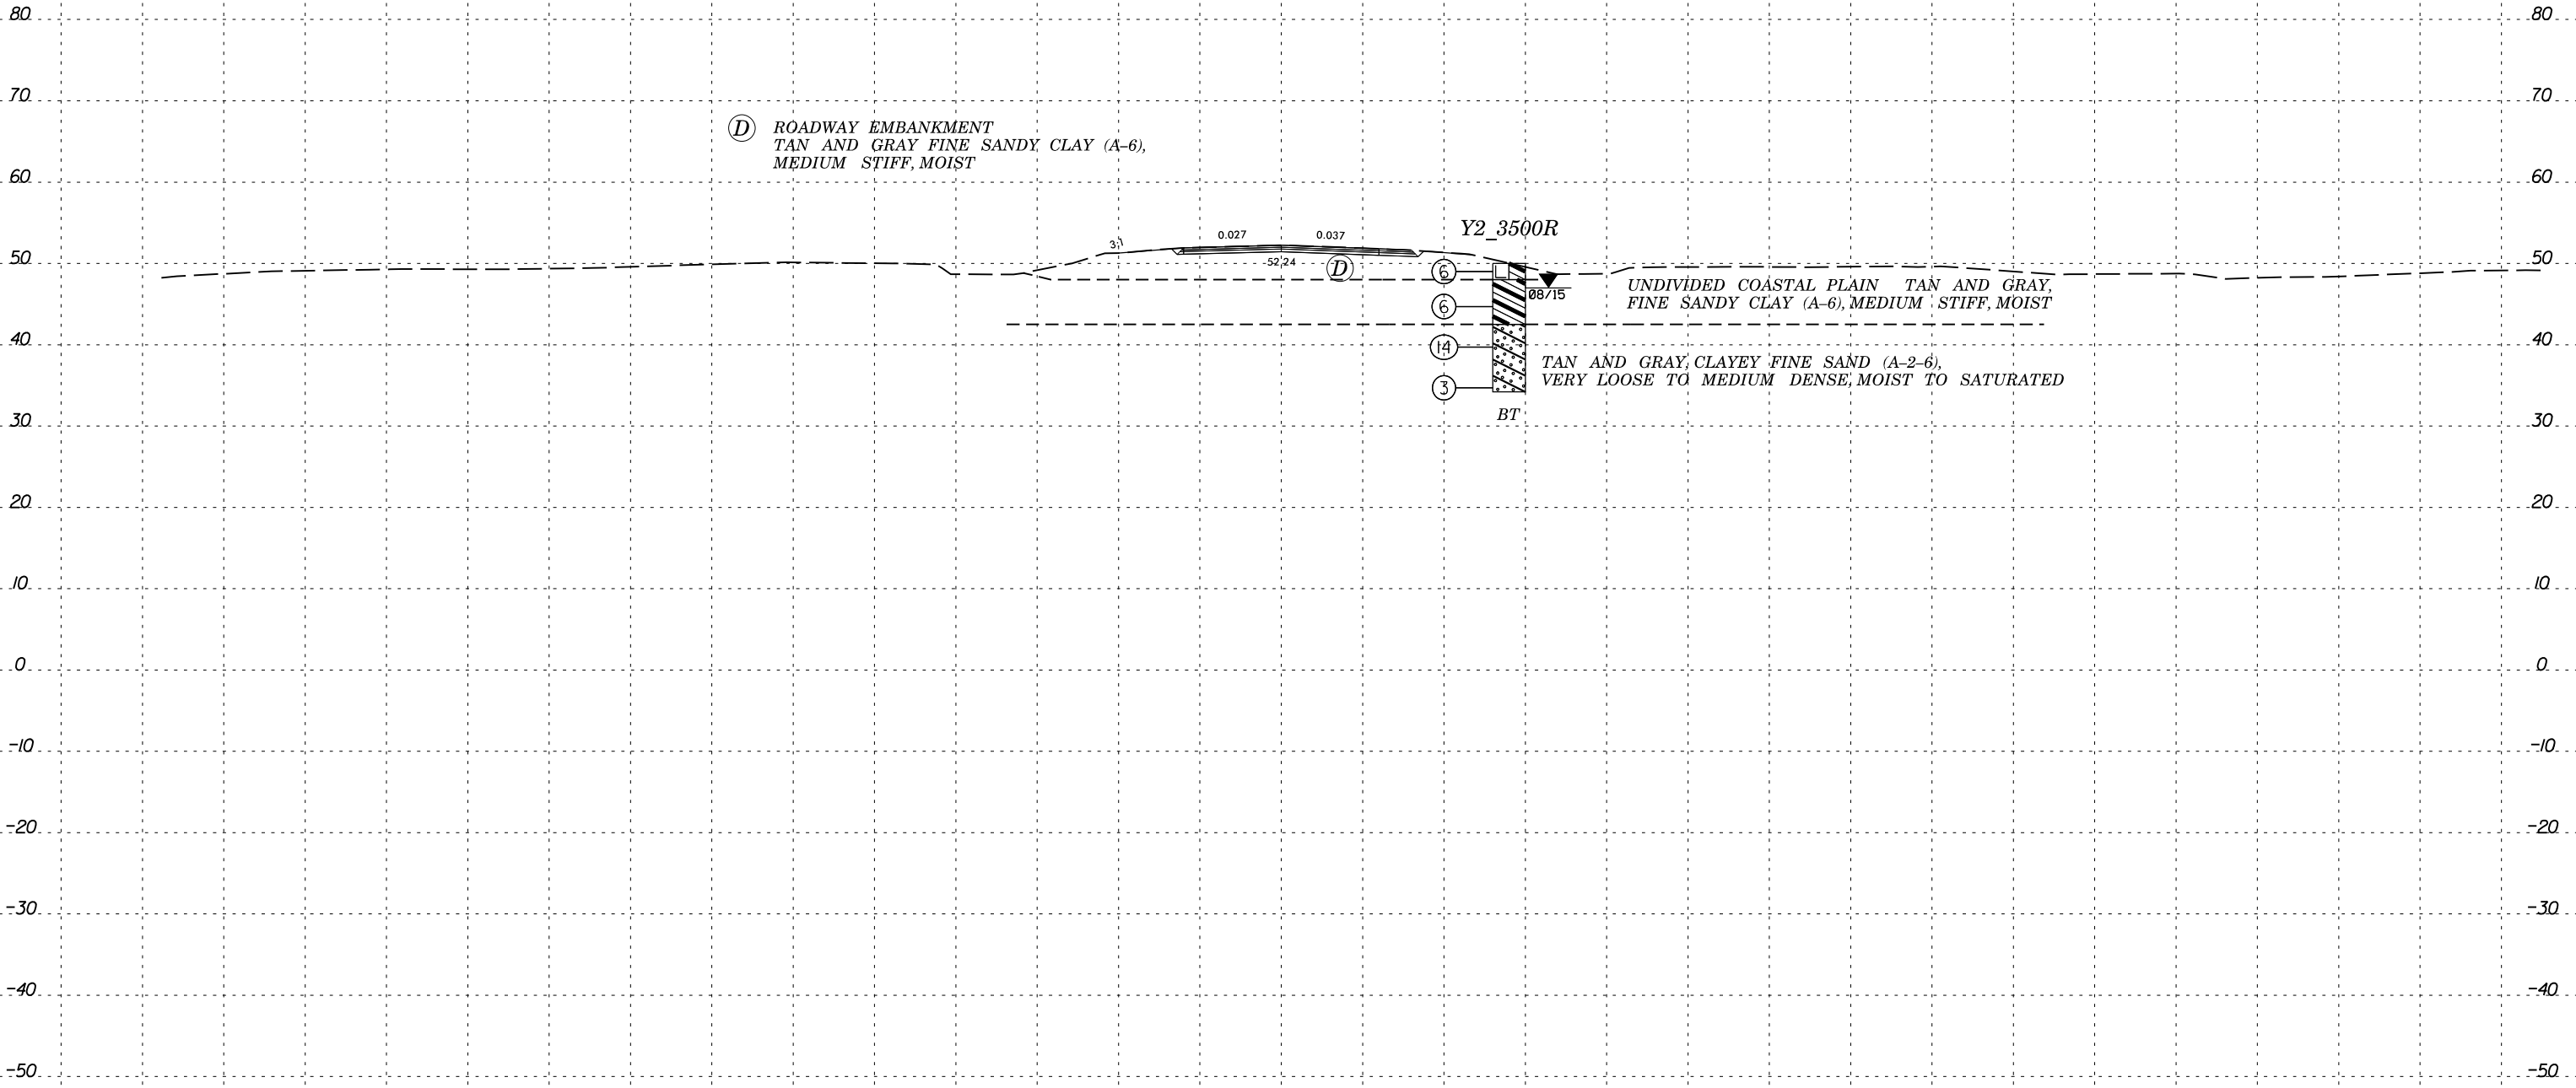 80 80
70 70
D ROADWAY EMBANKMENT
TAN AND GRAY FINE SANDY CLAY (A-6),
MEDIUM STIFF, MOIST
60 60
Y2_3500R
3:1 0.027 0.037
50 50
52.24 D 6
08/15
UNDIVIDED COASTAL PLAIN TAN AND GRAY,
FINE SANDY CLAY (A-6), MEDIUM STIFF, MOIST
6
40 14 40
TAN AND GRAY, CLAYEY FINE SAND (A-2-6),
VERY LOOSE TO MEDIUM DENSE, MOIST TO SATURATED
3
BT
30 30
20 20
10 10
0 0
-10 -10
-20 -20
-30 -30
-40 -40
-50 -50